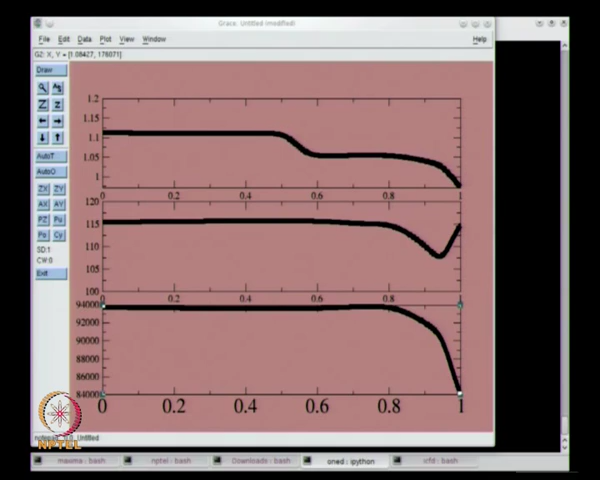 Grace: Untitled (modified)
File Edit Data Plot View Window Help
G2: X, Y = [1.08427, 176071]
Draw
Z z
AutoT
AutoO
ZX ZY
AX AY
PZ Pu
Po Cy
SD:1
CW:0
Exit
1.2
1.15
1.1
1.05
1
0 0.2 0.4 0.6 0.8 1
120
115
110
105
100
0 0.2 0.4 0.6 0.8 1
94000
92000
90000
88000
86000
84000
0 0.2 0.4 0.6 0.8 1
NPTEL
Untitled
maxima : bash nptel : bash Downloads : bash oned : ipython bash